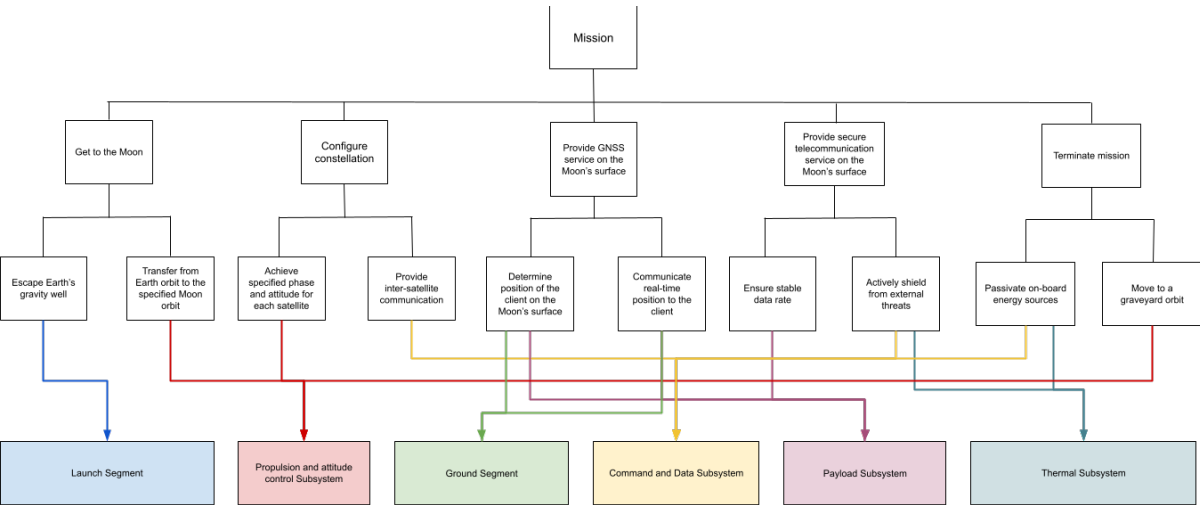 Mission
Get to the Moon
Configure
constellation
Provide GNSS
service on the
Moon's surface
Provide secure
telecommunication
service on the
Moon's surface
Terminate mission
Escape Earth's
gravity well
Transfer from
Earth orbit to the
specified Moon
orbit
Achieve
specified phase
and attitude for
each satellite
Provide
inter-satellite
communication
Determine
position of the
client on the
Moon's surface
Communicate
real-time
position to the
client
Ensure stable
data rate
Actively shield
from external
threats
Passivate on-board
energy sources
Move to a
graveyard orbit
Launch Segment
Propulsion and attitude
control Subsystem
Ground Segment
Command and Data Subsystem
Payload Subsystem
Thermal Subsystem